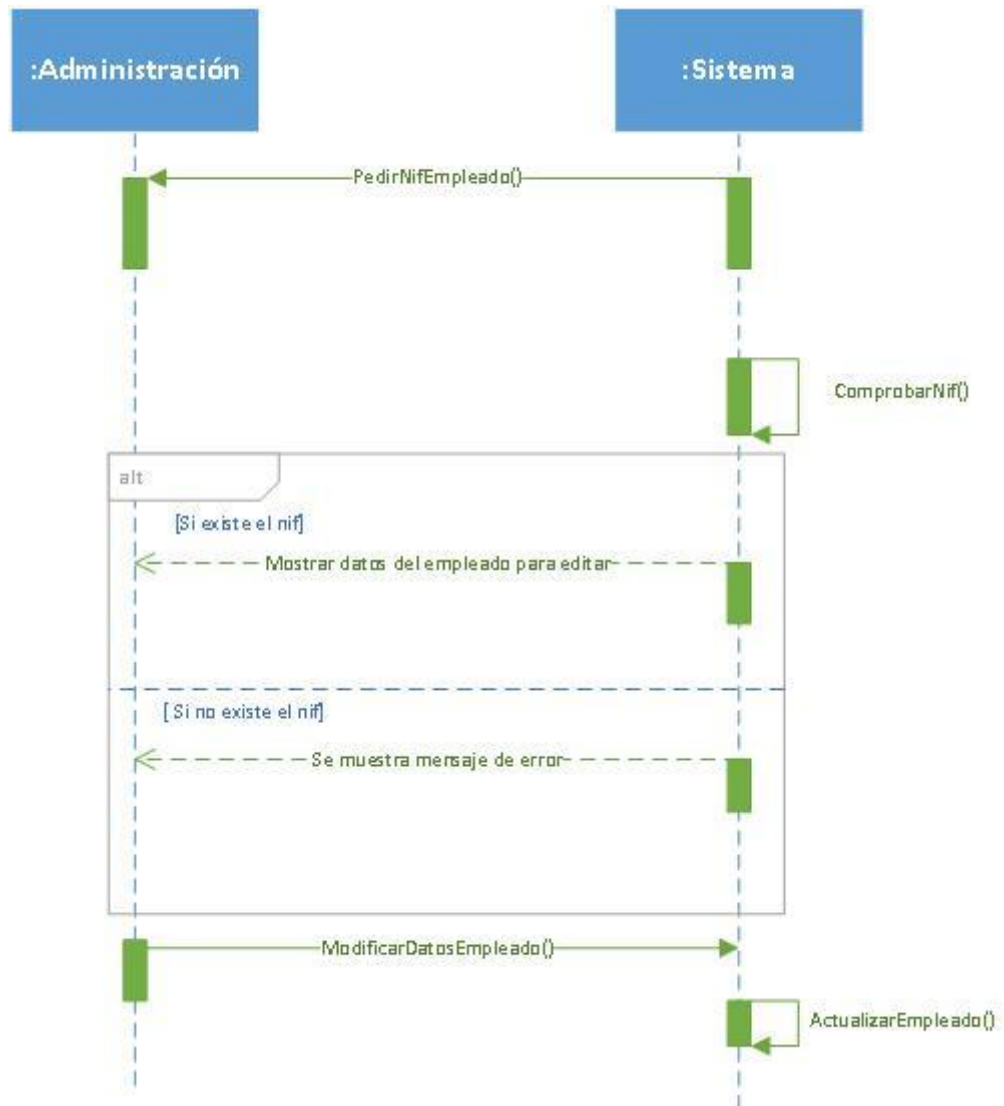 :Administración
:Sistema
PedirNifEmpleado()
ComprobarNif()
alt
[Si existe el nif]
Mostrar datos del empleado para editar
[ Si no existe el nif]
Se muestra mensaje de error
ModificarDatosEmpleado()
ActualizarEmpleado()